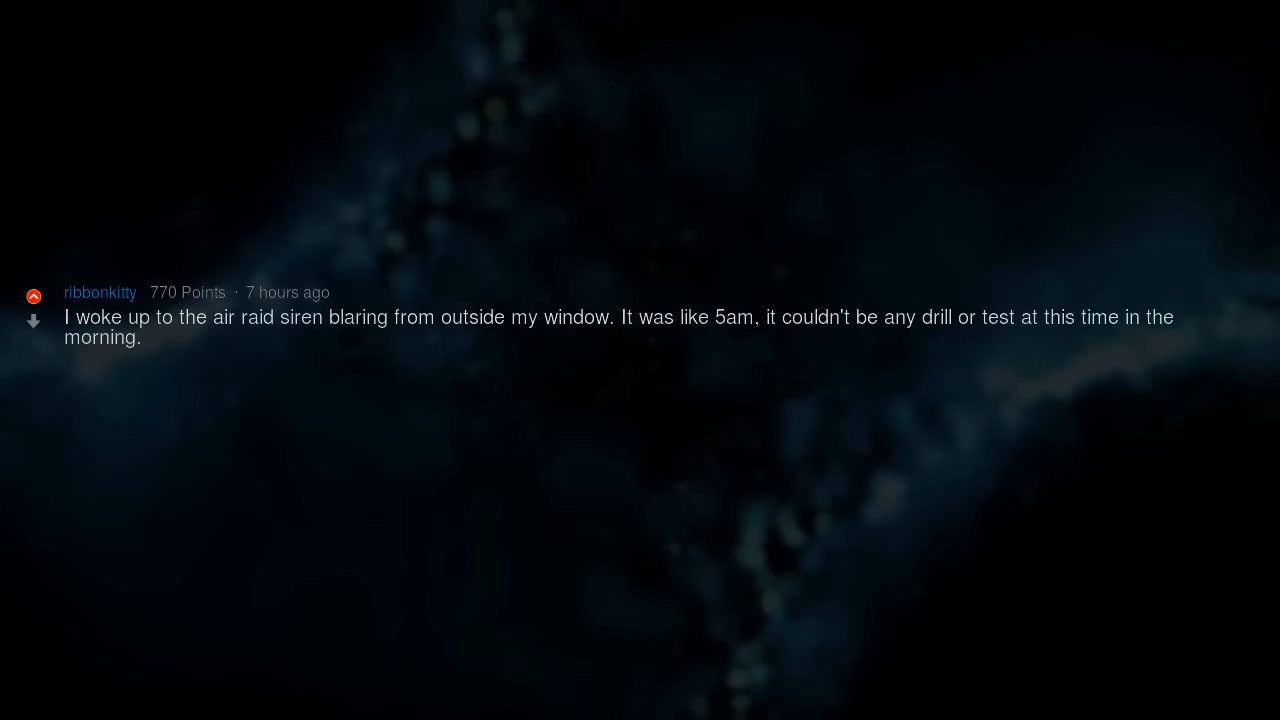 ribbonkitty 770 Points · 7 hours ago
I woke up to the air raid siren blaring from outside my window. It was like 5am, it couldn't be any drill or test at this time in the
morning.